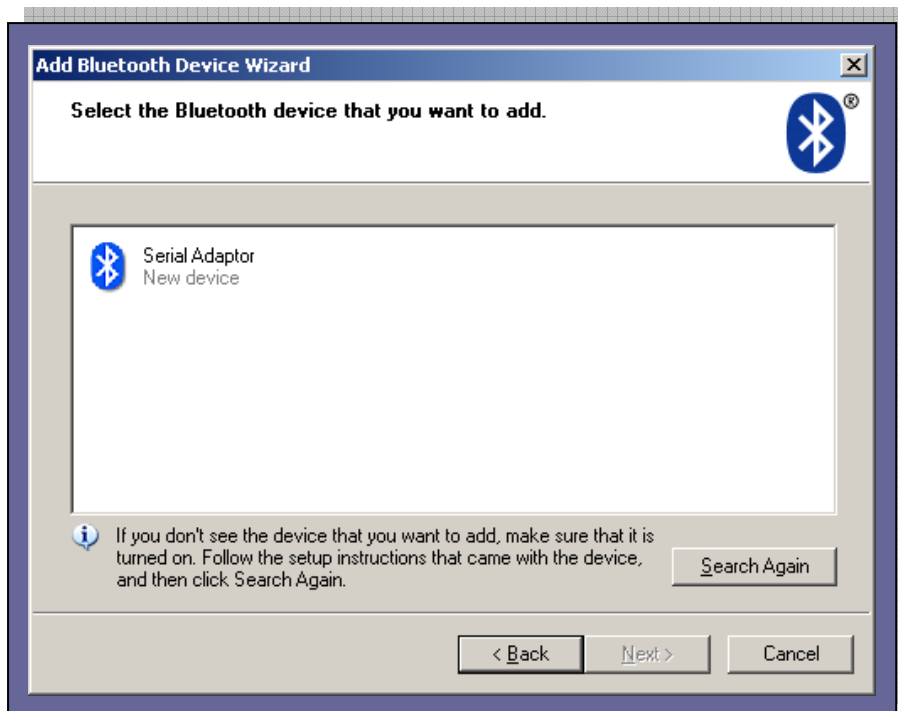 Add Bluetooth Device Wizard
Select the Bluetooth device that you want to add.
®
Serial Adaptor
New device
If you don't see the device that you want to add, make sure that it is
turned on. Follow the setup instructions that came with the device,
and then click Search Again.
Search Again
< Back Next > Cancel